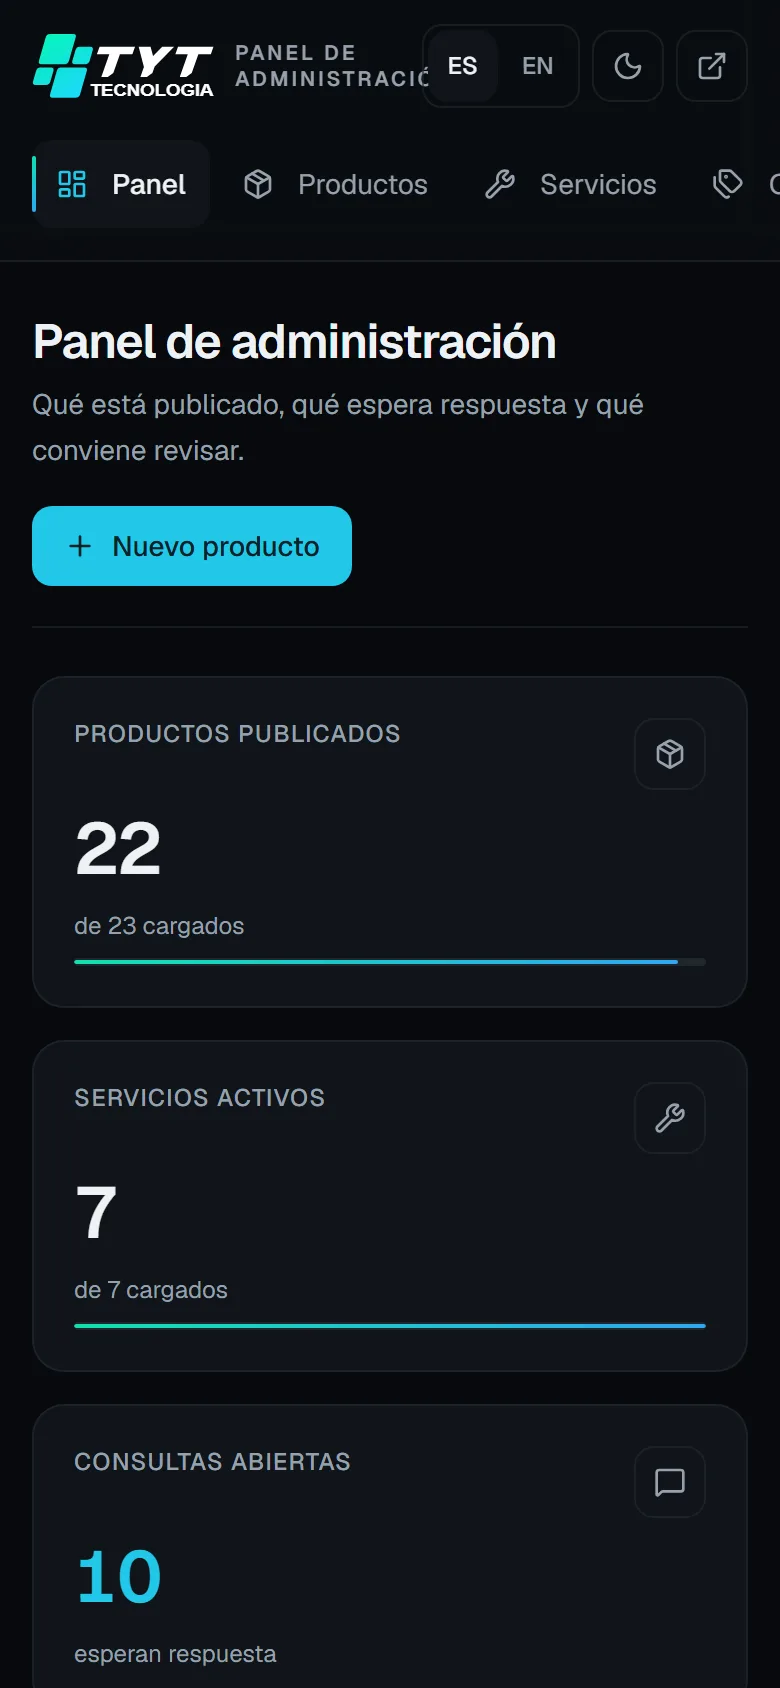 TYT
TECNOLOGIA
PANEL DE
ADMINISTRACIÓ
ES
EN
Panel
Productos
Servicios
Panel de administración
Qué está publicado, qué espera respuesta y qué
conviene revisar.
Nuevo producto
PRODUCTOS PUBLICADOS
22
de 23 cargados
SERVICIOS ACTIVOS
7
de 7 cargados
CONSULTAS ABIERTAS
10
esperan respuesta